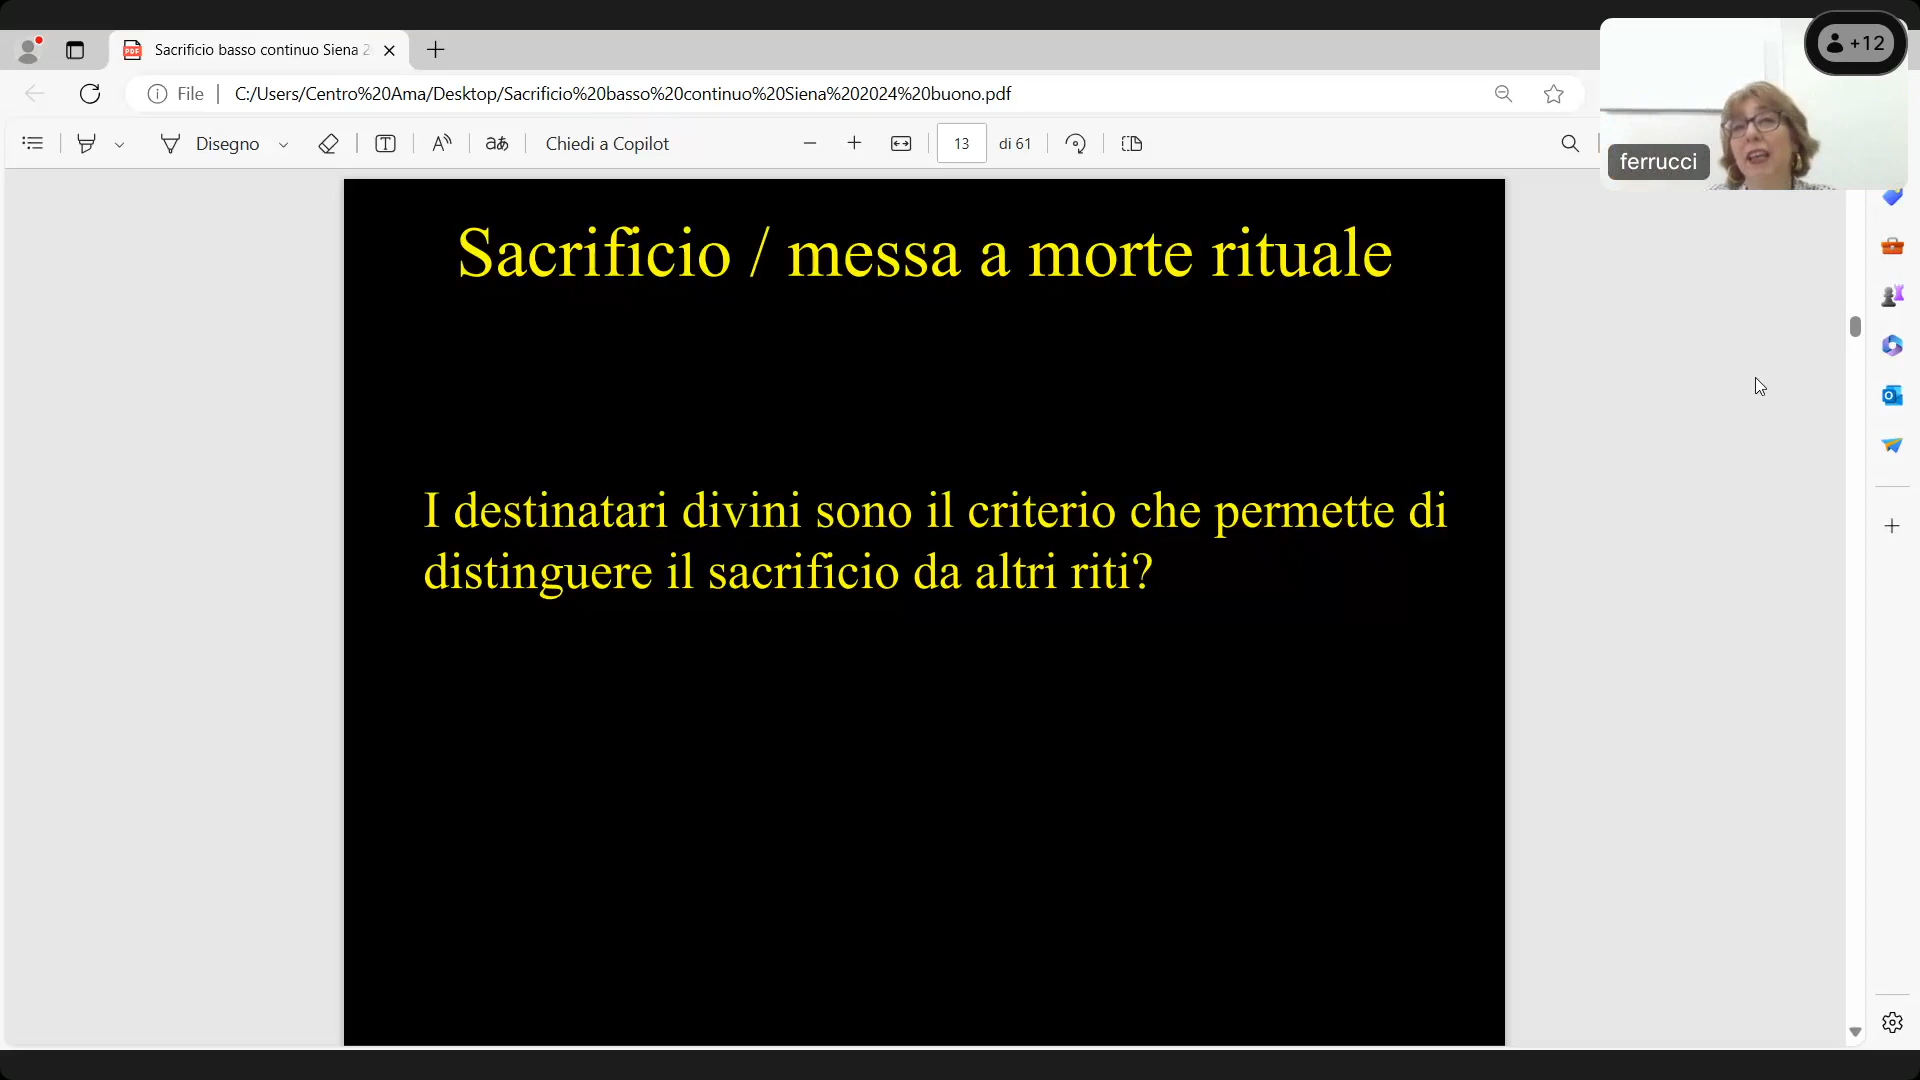 Sacrificio basso continuo Siena 2
+12
File
C:/Users/Centro%20Ama/Desktop/Sacrificio%20basso%20continuo%20Siena%202024%20buono.pdf
Disegno
Chiedi a Copilot
13
di 61
ferrucci
Sacrificio / messa a morte rituale
I destinatari divini sono il criterio che permette di
distinguere il sacrificio da altri riti?